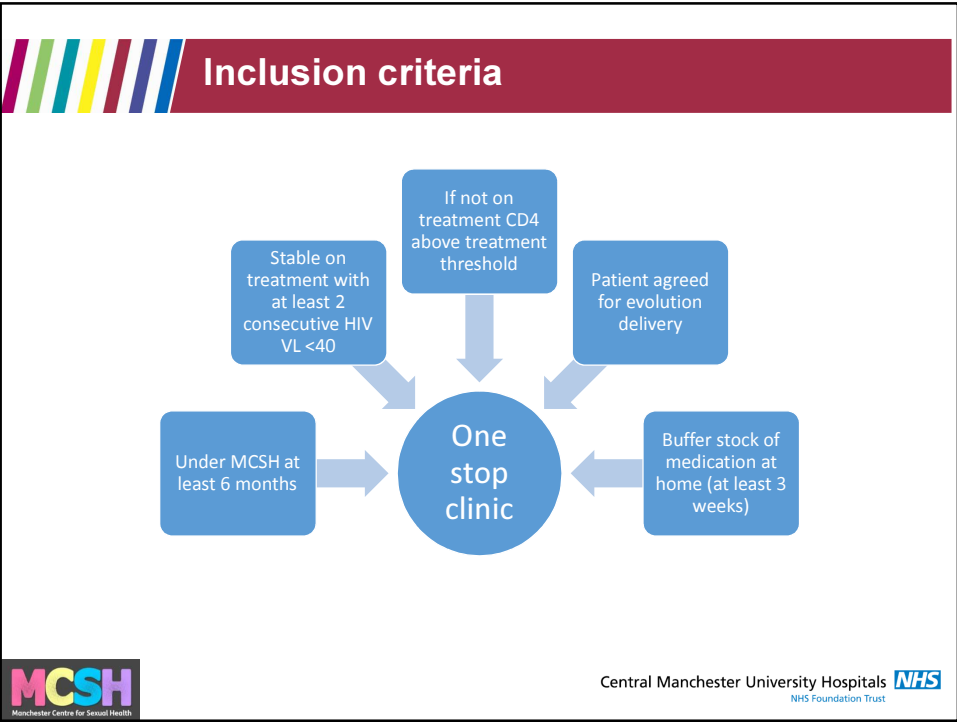 Inclusion criteria
If not on
treatment CD4
above treatment
threshold
Stable on
treatment with
at least 2
consecutive HIV
VL <40
Patient agreed
for evolution
delivery
Under MCSH at
least 6 months
One
stop
clinic
Buffer stock of
medication at
home (at least 3
weeks)
MCSH
Manchester Centre for Sexual Health
Central Manchester University Hospitals NHS
NHS Foundation Trust